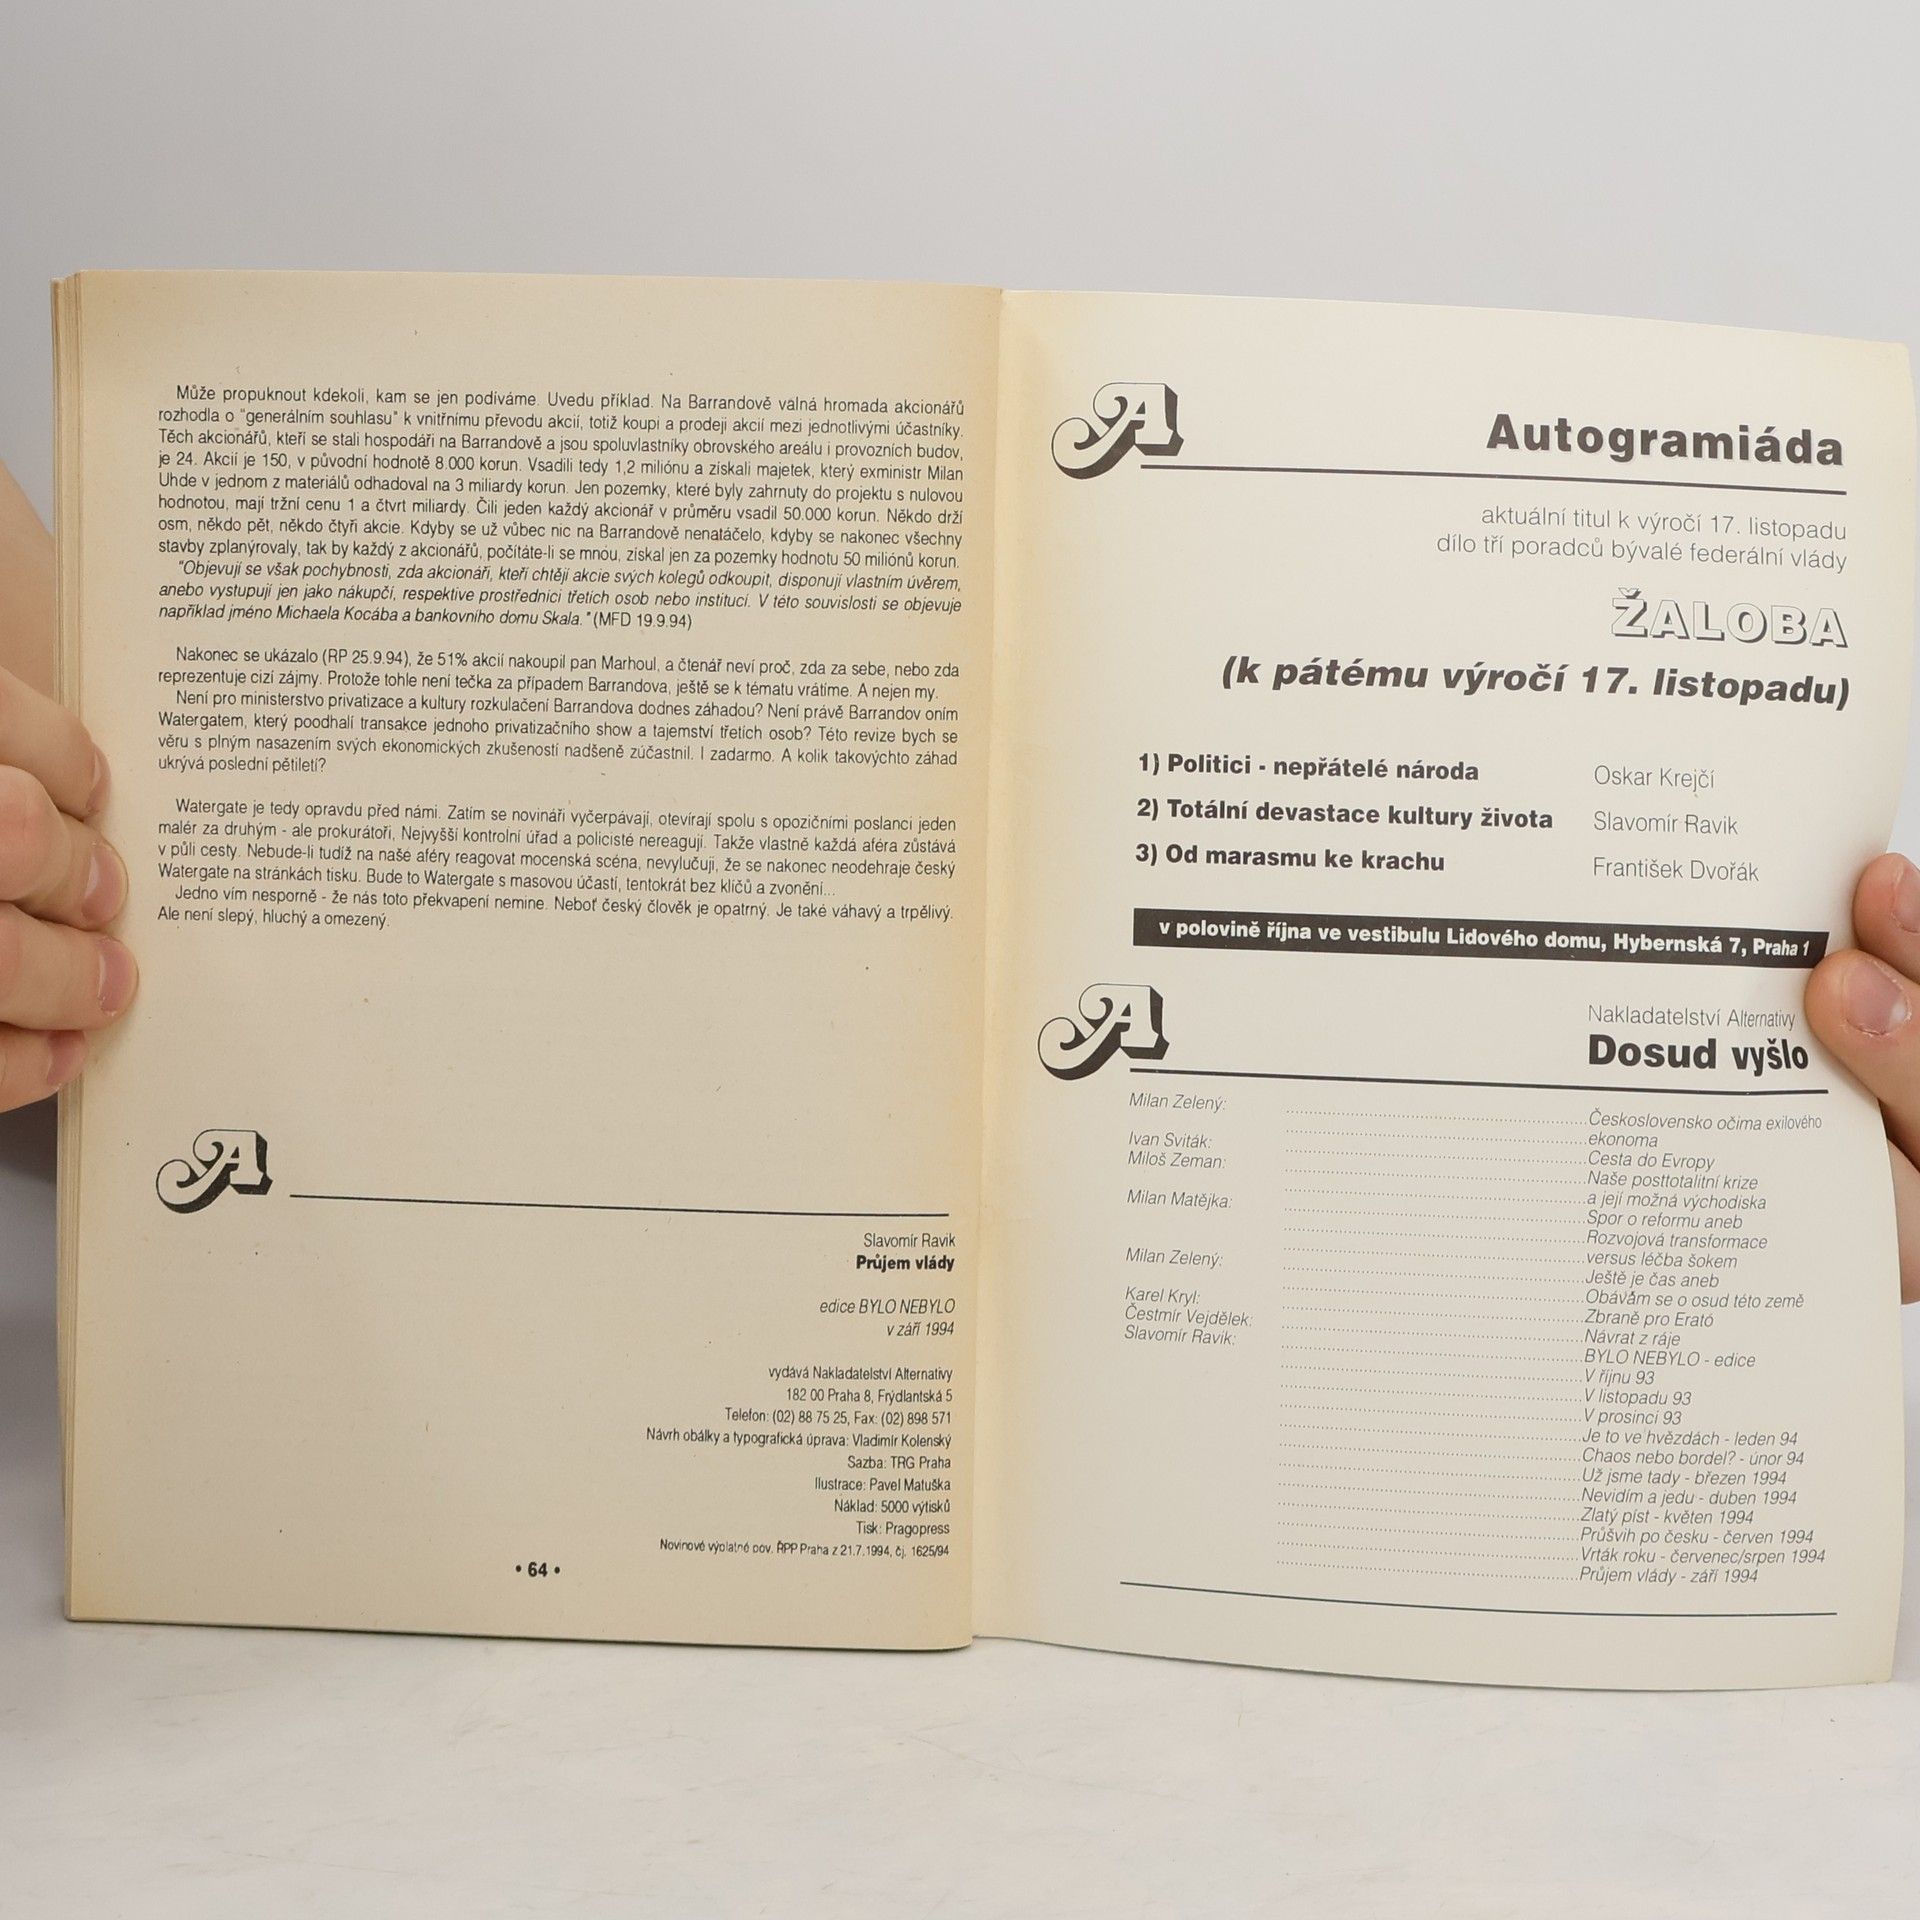 Může propuknout kdekoli, kam se jen podíváme. Uvedu příklad. Na Barrandově valná hromada akcionářů
rozhodla o "generálním souhlasu" k vnitřnímu převodu akcií, totiž koupi a prodeji akcií mezi jednotlivými účastníky.
Těch akcionářů, kteří se stali hospodáři na Barrandově a jsou spoluvlastníky obrovského areálu i provozních budov,
je 24. Akcií je 150, v původní hodnotě 8.000 korun. Vsadili tedy 1,2 miliónu a získali majetek, který exministr Milan
Uhde v jednom z materiálů odhadoval na 3 miliardy korun. Jen pozemky, které byly zahrnuty do projektu s nulovou
hodnotou, mají tržní cenu 1 a čtvrt miliardy. Čili jeden každý akcionář v průměru vsadil 50.000 korun. Někdo drží
osm, někdo pět, někdo čtyři akcie. Kdyby se už vůbec nic na Barrandově nenatáčelo, kdyby se nakonec všechny
stavby zplanýrovaly, tak by každý z akcionářů, počítáte-li se mnou, získal jen za pozemky hodnotu 50 miliónů korun.
"Objevují se však pochybnosti, zda akcionáři, kteří chtějí akcie svých kolegů odkoupit, disponují vlastním úvěrem,
anebo vystupují jen jako nákupčí, respektive prostředníci třetích osob nebo institucí. V této souvislosti se objevuje
například jméno Michaela Kocába a bankovního domu Skala." (MFD 19.9.94)
Nakonec se ukázalo (RP 25.9.94), že 51% akcií nakoupil pan Marhoul, a čtenář neví proč, zda za sebe, nebo zda
reprezentuje cizí zájmy. Protože tohle není tečka za případem Barrandova, ještě se k tématu vrátíme. A nejen my.
Není pro ministerstvo privatizace a kultury rozkulačení Barrandova dodnes záhadou? Není právě Barrandov oním
Watergatem, který poodhalí transakce jednoho privatizačního show a tajemství třetích osob? Této revize bych se
věru s plným nasazením svých ekonomických zkušeností nadšeně zúčastnil. I zadarmo. A kolik takovýchto záhad
ukrývá poslední pětiletí?
Watergate je tedy opravdu před námi. Zatím se novináři vyčerpávají, otevírají spolu s opozičními poslanci jeden
malér za druhým - ale prokurátoři, Nejvyšší kontrolní úřad a policisté nereagují. Takže vlastně každá aféra zůstává
v půli cesty. Nebude-li tudíž na naše aféry reagovat mocenská scéna, nevylučuji, že se nakonec neodehraje český
Watergate na stránkách tisku. Bude to Watergate s masovou účastí, tentokrát bez klíčů a zvonění...
Jedno vím nesporně - že nás toto překvapení nemine. Neboť český člověk je opatrný. Je také váhavý a trpělivý.
Ale není slepý, hluchý a omezený.
A
Slavomír Ravik
Průjem vlády
edice BYLO NEBYLO
v září 1994
vydává Nakladatelství Alternativy
182 00 Praha 8, Frýdlantská 5
Telefon: (02) 88 75 25, Fax: (02) 898 571
Návrh obálky a typografická úprava: Vladimír Kolenský
Sazba: TRG Praha
Ilustrace: Pavel Matuška
Náklad: 5000 výtisků
Tisk: Pragopress
Novinové výplatné pov. ŘPP Praha z 21.7.1994, čj. 1625/94
• 64 •
A
Autogramiáda
aktuální titul k výročí 17. listopadu
dílo tří poradců bývalé federální vlády
ŽALOBA
(k pátému výročí 17. listopadu)
1) Politici - nepřátelé národa Oskar Krejčí
2) Totální devastace kultury života Slavomír Ravik
3) Od marasmu ke krachu František Dvořák
v polovině října ve vestibulu Lidového domu, Hybernská 7, Praha 1
A
Nakladatelství Alternativy
Dosud vyšlo
Milan Zelený:
Československo očima exilového
ekonoma
Ivan Sviták:
Cesta do Evropy
Miloš Zeman:
Naše posttotalitní krize
a její možná východiska
Milan Matějka:
Spor o reformu aneb
Rozvojová transformace
versus léčba šokem
Milan Zelený:
Ještě je čas aneb
Obávám se o osud této země
Karel Kryl:
Zbraně pro Erató
Čestmír Vejdělek:
Návrat z ráje
Slavomír Ravik:
BYLO NEBYLO - edice
V říjnu 93
V listopadu 93
V prosinci 93
Je to ve hvězdách - leden 94
Chaos nebo bordel? - únor 94
Už jsme tady - březen 1994
Nevidím a jedu - duben 1994
Zlatý píst - květen 1994
Průšvih po česku - červen 1994
Vrták roku - červenec/srpen 1994
Průjem vlády - září 1994